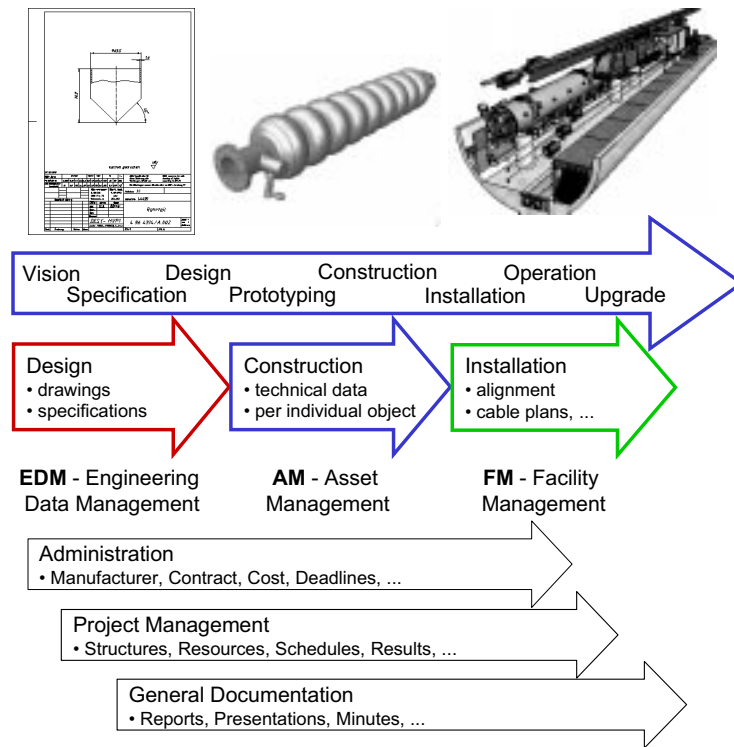 Vision
Specification
Design
Prototyping
Construction
Installation
Operation
Upgrade
Design
• drawings
• specifications
Construction
• technical data
• per individual object
Installation
• alignment
• cable plans, ...
EDM - Engineering
Data Management
AM - Asset
Management
FM - Facility
Management
Administration
• Manufacturer, Contract, Cost, Deadlines, ...
Project Management
• Structures, Resources, Schedules, Results, ...
General Documentation
• Reports, Presentations, Minutes, ...